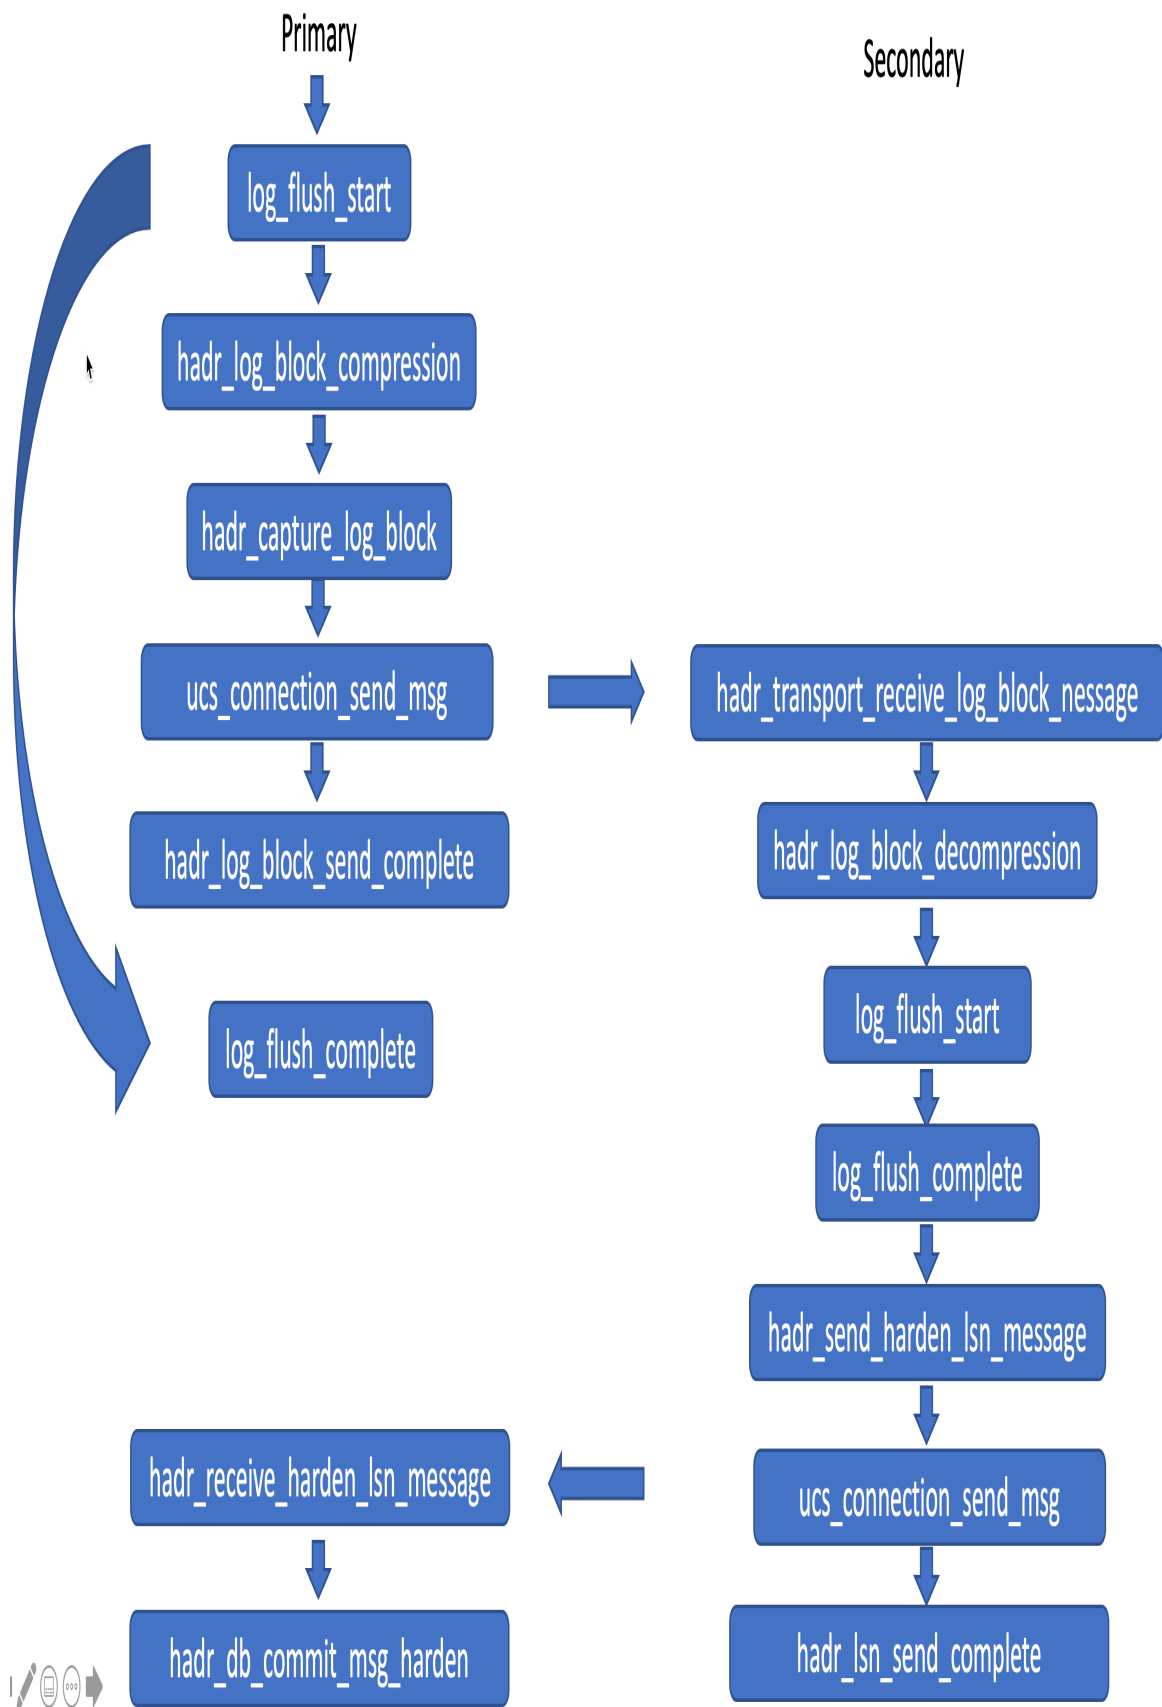 Primary
Secondary
log_flush_start
hadr_log_block_compression
hadr_capture_log_block
ucs_connection_send_msg
hadr_log_block_send_complete
log_flush_complete
hadr_transport_receive_log_block_nessage
hadr_log_block_decompression
log_flush_start
log_flush_complete
hadr_send_harden_lsn_message
ucs_connection_send_msg
hadr_lsn_send_complete
hadr_receive_harden_lsn_message
hadr_db_commit_msg_harden